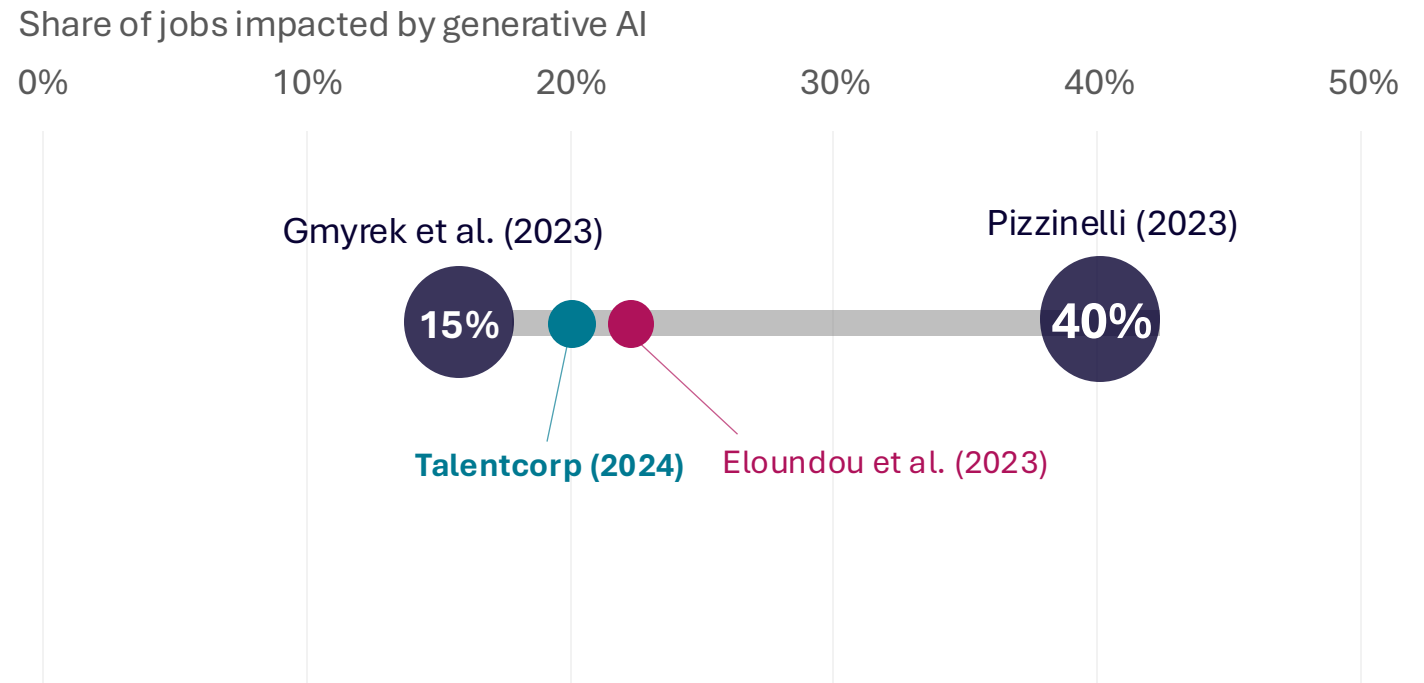 Share of jobs impacted by generative AI
0% 10% 20% 30% 40% 50%
Gmyrek et al. (2023) Pizzinelli (2023)
15% 40%
Talentcorp (2024) Eloundou et al. (2023)